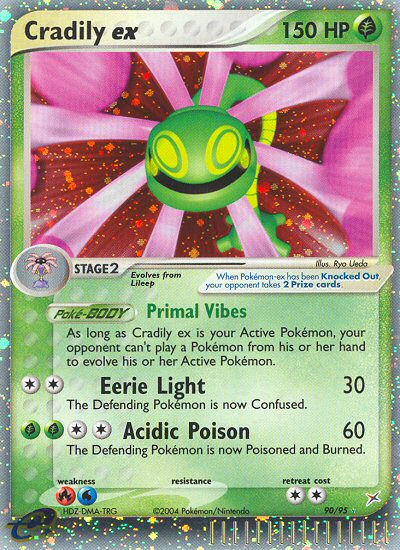 Cradily ex 150 HP
Illus. Ryo Ueda
STAGE2
Evolves from
Lileep
When Pokémon-ex has been Knocked Out,
your opponent takes 2 Prize cards.
Poké-BODY Primal Vibes
As long as Cradily ex is your Active Pokémon, your
opponent can't play a Pokémon from his or her hand
to evolve his or her Active Pokémon.
Eerie Light 30
The Defending Pokémon is now Confused.
Acidic Poison 60
The Defending Pokémon is now Poisoned and Burned.
weakness resistance retreat cost
HDZ-DMA-TRG ©2004 Pokémon/Nintendo 90/95
e